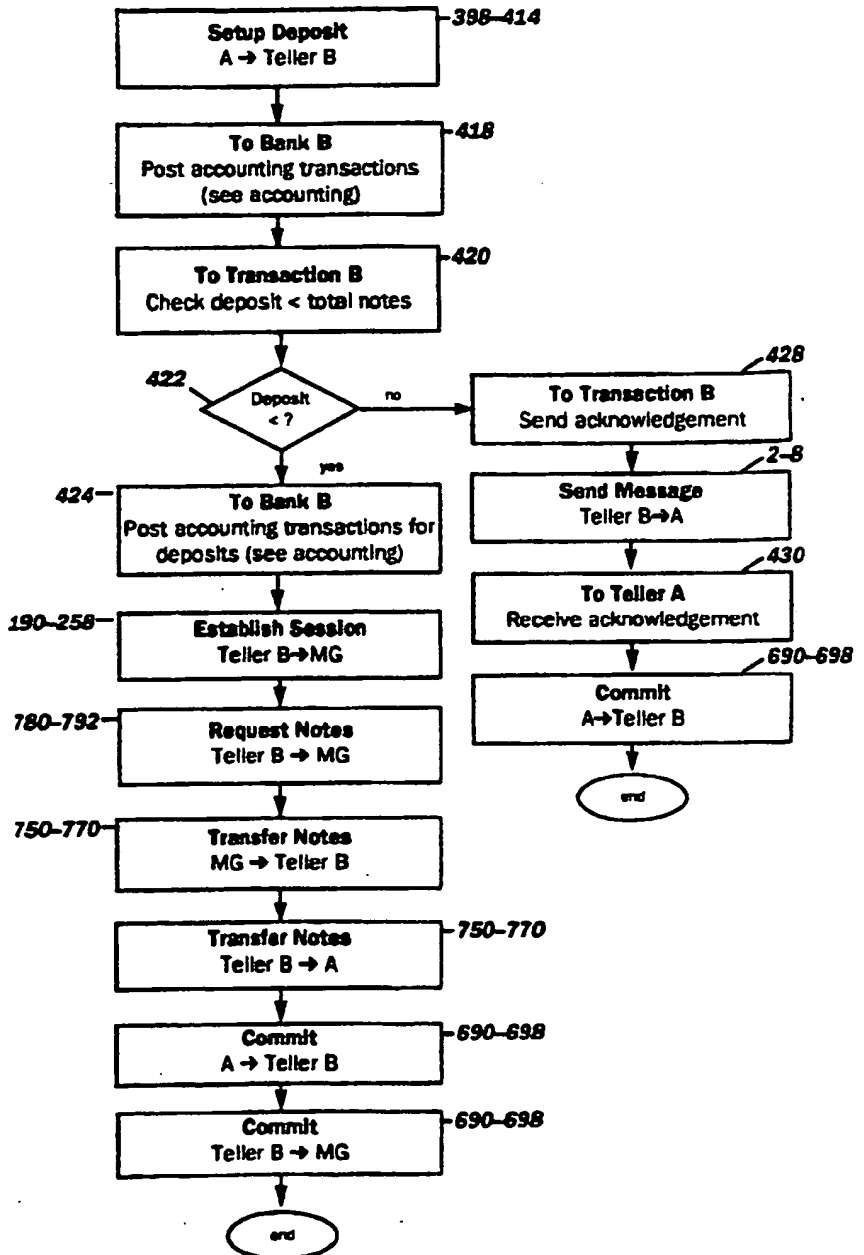 Setup Deposit
A → Teller B
398–414
To Bank B
Post accounting transactions
(see accounting)
418
To Transaction B
Check deposit < total notes
420
422
Deposit
< ?
no
yes
428
To Transaction B
Send acknowledgement
2–8
Send Message
Teller B→A
430
To Teller A
Receive acknowledgement
690–698
Commit
A→Teller B
end
424
To Bank B
Post accounting transactions for
deposits (see accounting)
190–258
Establish Session
Teller B→MG
780–792
Request Notes
Teller B → MG
750–770
Transfer Notes
MG → Teller B
Transfer Notes
Teller B → A
750–770
Commit
A → Teller B
690–698
Commit
Teller B → MG
690–698
end